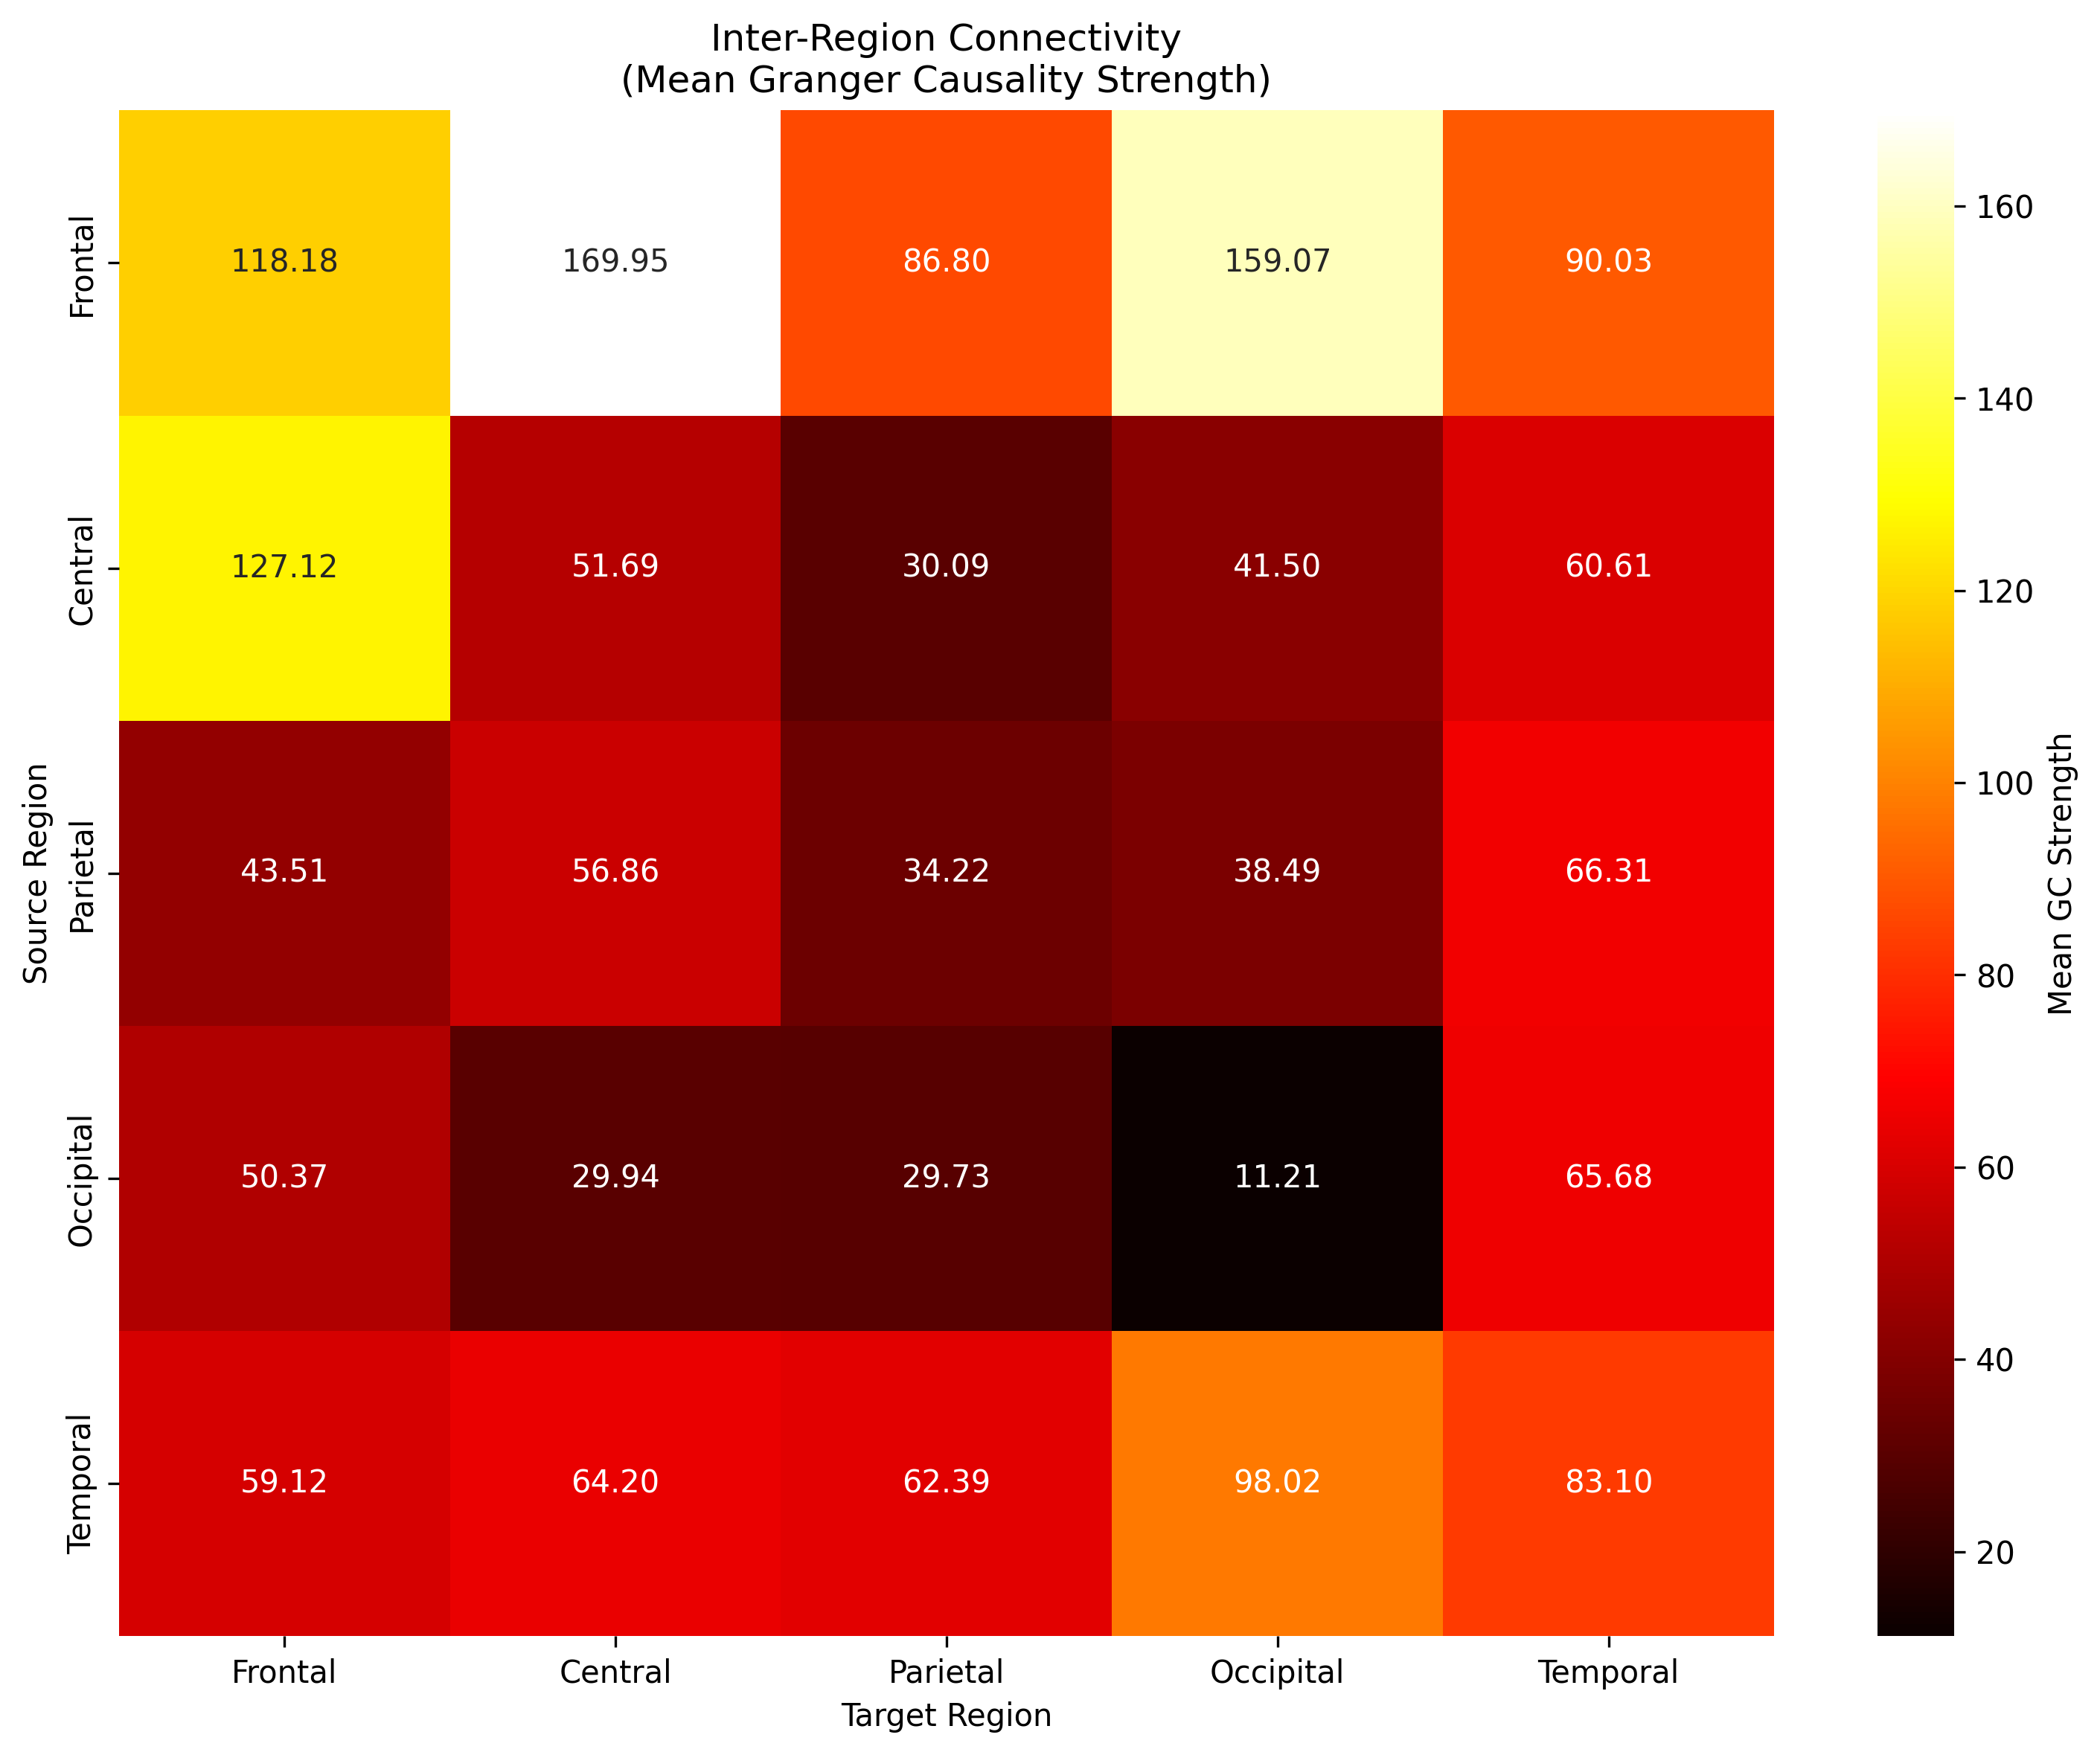 Inter-Region Connectivity
(Mean Granger Causality Strength)
Source Region
Frontal
118.18 169.95 86.80 159.07 90.03
Central
127.12 51.69 30.09 41.50 60.61
Parietal
43.51 56.86 34.22 38.49 66.31
Occipital
50.37 29.94 29.73 11.21 65.68
Temporal
59.12 64.20 62.39 98.02 83.10
Frontal Central Parietal Occipital Temporal
Target Region
160
140
120
100
80
60
40
20
Mean GC Strength